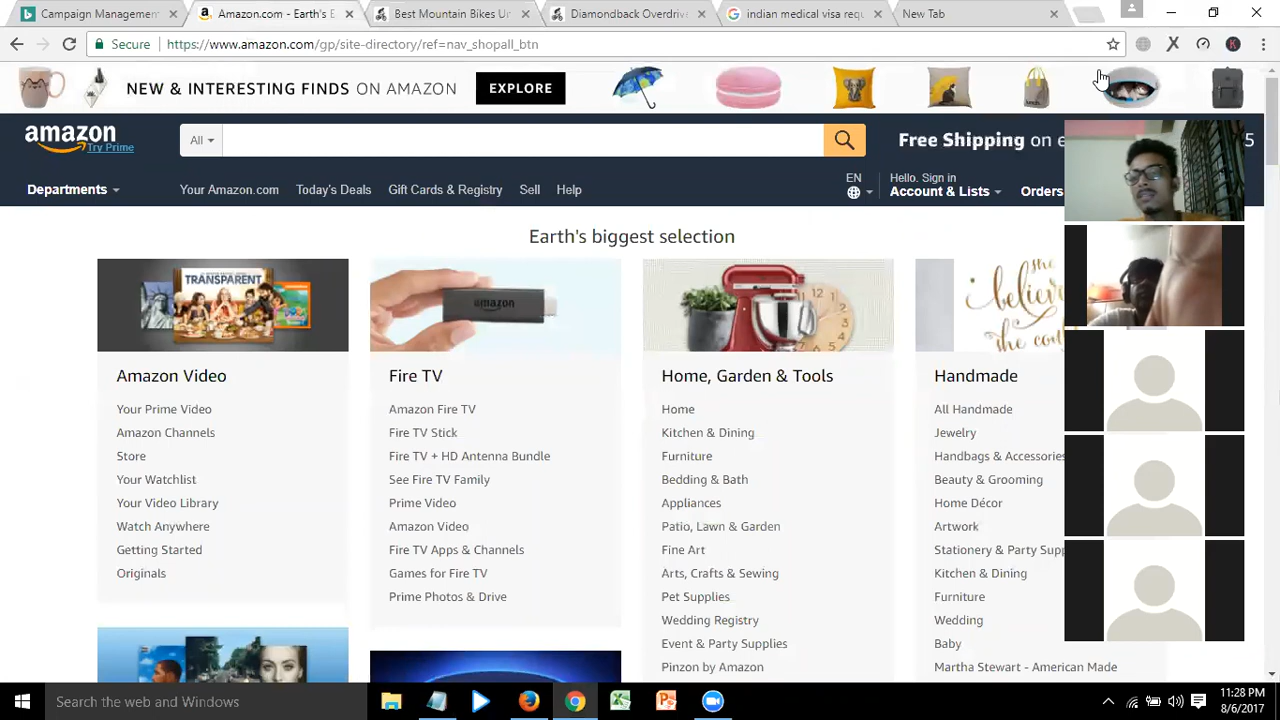 Campaign Management
Amazon.com - Earth's E
Best Mountain Bikes Un
Diamondback Overdriv
indian medical visa requ
New Tab
Secure
https://www.amazon.com/gp/site-directory/ref=nav_shopall_btn
NEW & INTERESTING FINDS ON AMAZON
EXPLORE
amazon
Try Prime
All
Free Shipping on e
5
Departments
Your Amazon.com
Today's Deals
Gift Cards & Registry
Sell
Help
EN
Hello. Sign in
Account & Lists
Orders
Earth's biggest selection
TRANSPARENT
amazon
she
believe
the co
Amazon Video
Your Prime Video
Amazon Channels
Store
Your Watchlist
Your Video Library
Watch Anywhere
Getting Started
Originals
Fire TV
Amazon Fire TV
Fire TV Stick
Fire TV + HD Antenna Bundle
See Fire TV Family
Prime Video
Amazon Video
Fire TV Apps & Channels
Games for Fire TV
Prime Photos & Drive
Home, Garden & Tools
Home
Kitchen & Dining
Furniture
Bedding & Bath
Appliances
Patio, Lawn & Garden
Fine Art
Arts, Crafts & Sewing
Pet Supplies
Wedding Registry
Event & Party Supplies
Pinzon by Amazon
Handmade
All Handmade
Jewelry
Handbags & Accessories
Beauty & Grooming
Home Décor
Artwork
Stationery & Party Supp
Kitchen & Dining
Furniture
Wedding
Baby
Martha Stewart - American Made
Search the web and Windows
11:28 PM
8/6/2017